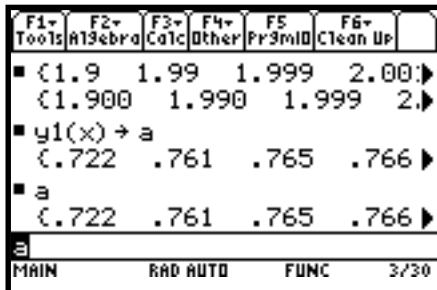 F1▾ F2▾ F3▾ F4▾ F5 F6▾
Tools Algebra Calc Other PrgmIO Clean Up
▪ {1.9 1.99 1.999 2.00:▶
{1.900 1.990 1.999 2.▶
▪ y1(x) → a
{.722 .761 .765 .766 ▶
▪ a
{.722 .761 .765 .766 ▶
a
MAIN RAD AUTO FUNC 3/30